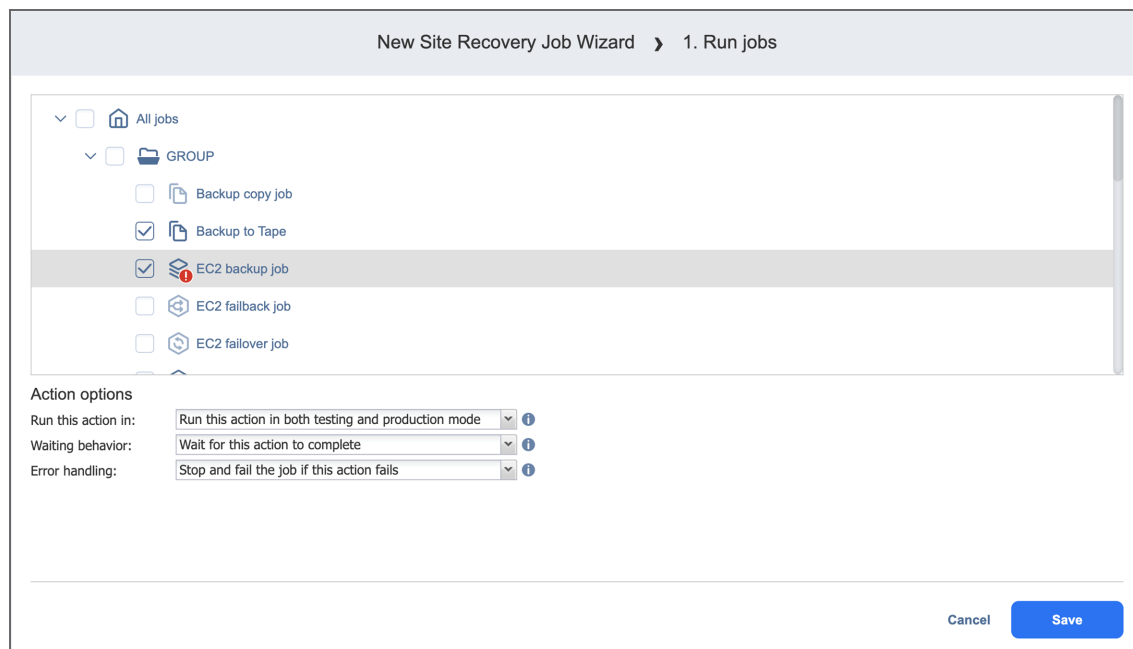 New Site Recovery Job Wizard ❯ 1. Run jobs
All jobs
GROUP
Backup copy job
Backup to Tape
EC2 backup job
EC2 failback job
EC2 failover job
Action options
Run this action in: Run this action in both testing and production mode
Waiting behavior: Wait for this action to complete
Error handling: Stop and fail the job if this action fails
Cancel Save